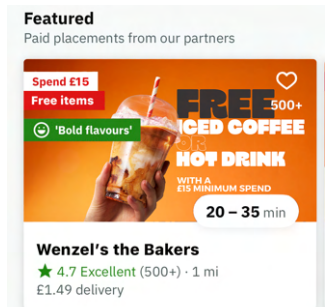 Featured
Paid placements from our partners
Spend £15
Free items
'Bold flavours'
FREE
500+
ICED COFFEE
OR
HOT DRINK
WITH A
£15 MINIMUM SPEND
20 – 35 min
Wenzel's the Bakers
4.7 Excellent (500+) · 1 mi
£1.49 delivery